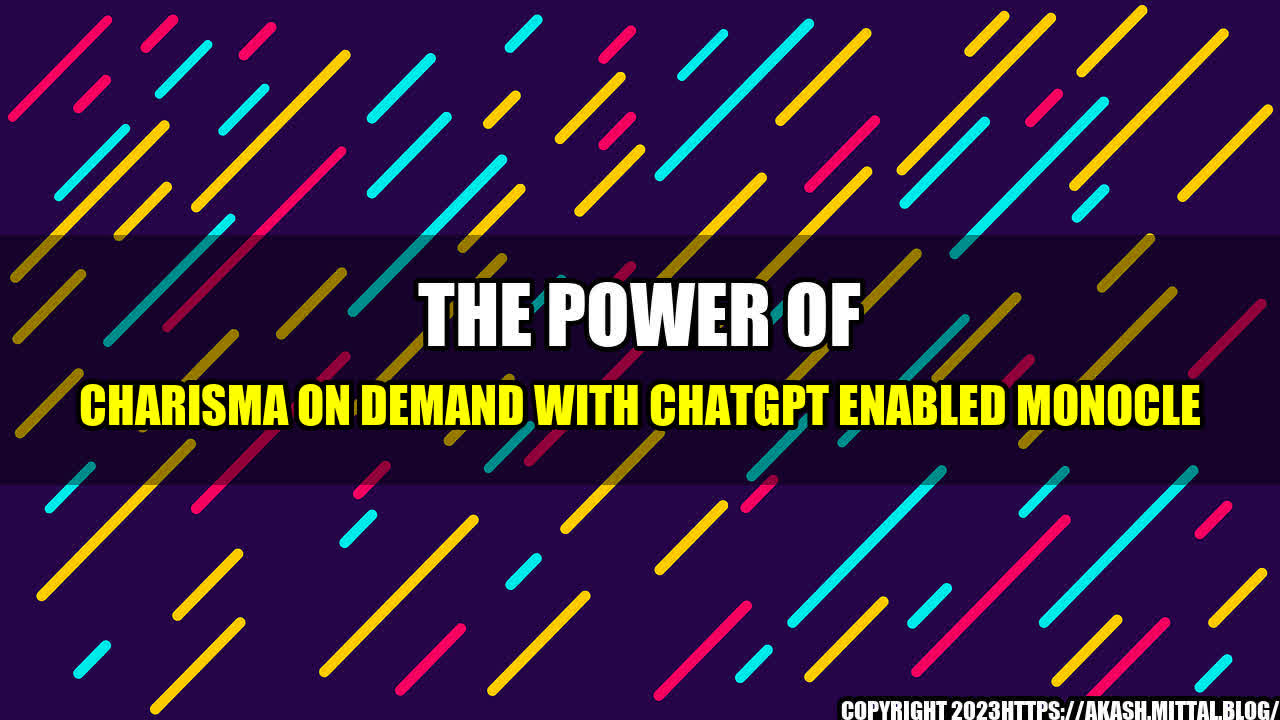 THE POWER OF
CHARISMA ON DEMAND WITH CHATGPT ENABLED MONOCLE
COPYRIGHT 2023HTTPS://AKASH.MITTAL.BLOG/